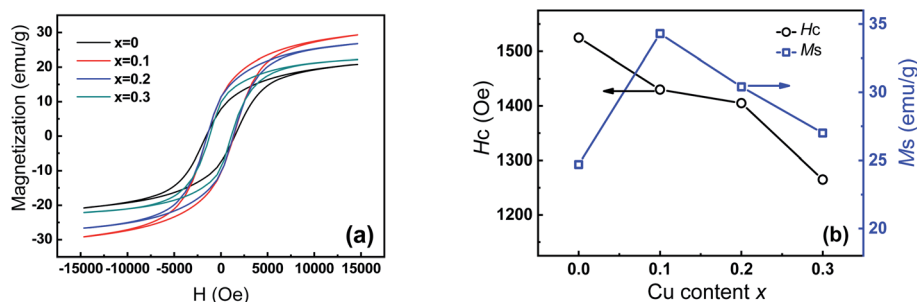 30
20
10
0
-10
-20
-30
Magnetization (emu/g)
x=0
x=0.1
x=0.2
x=0.3
(a)
-15000 -10000 -5000 0 5000 10000 15000
H (Oe)
1500
1400
1300
1200
Hc (Oe)
Hc
Ms
35
30
25
20
Ms (emu/g)
(b)
0.0 0.1 0.2 0.3
Cu content x